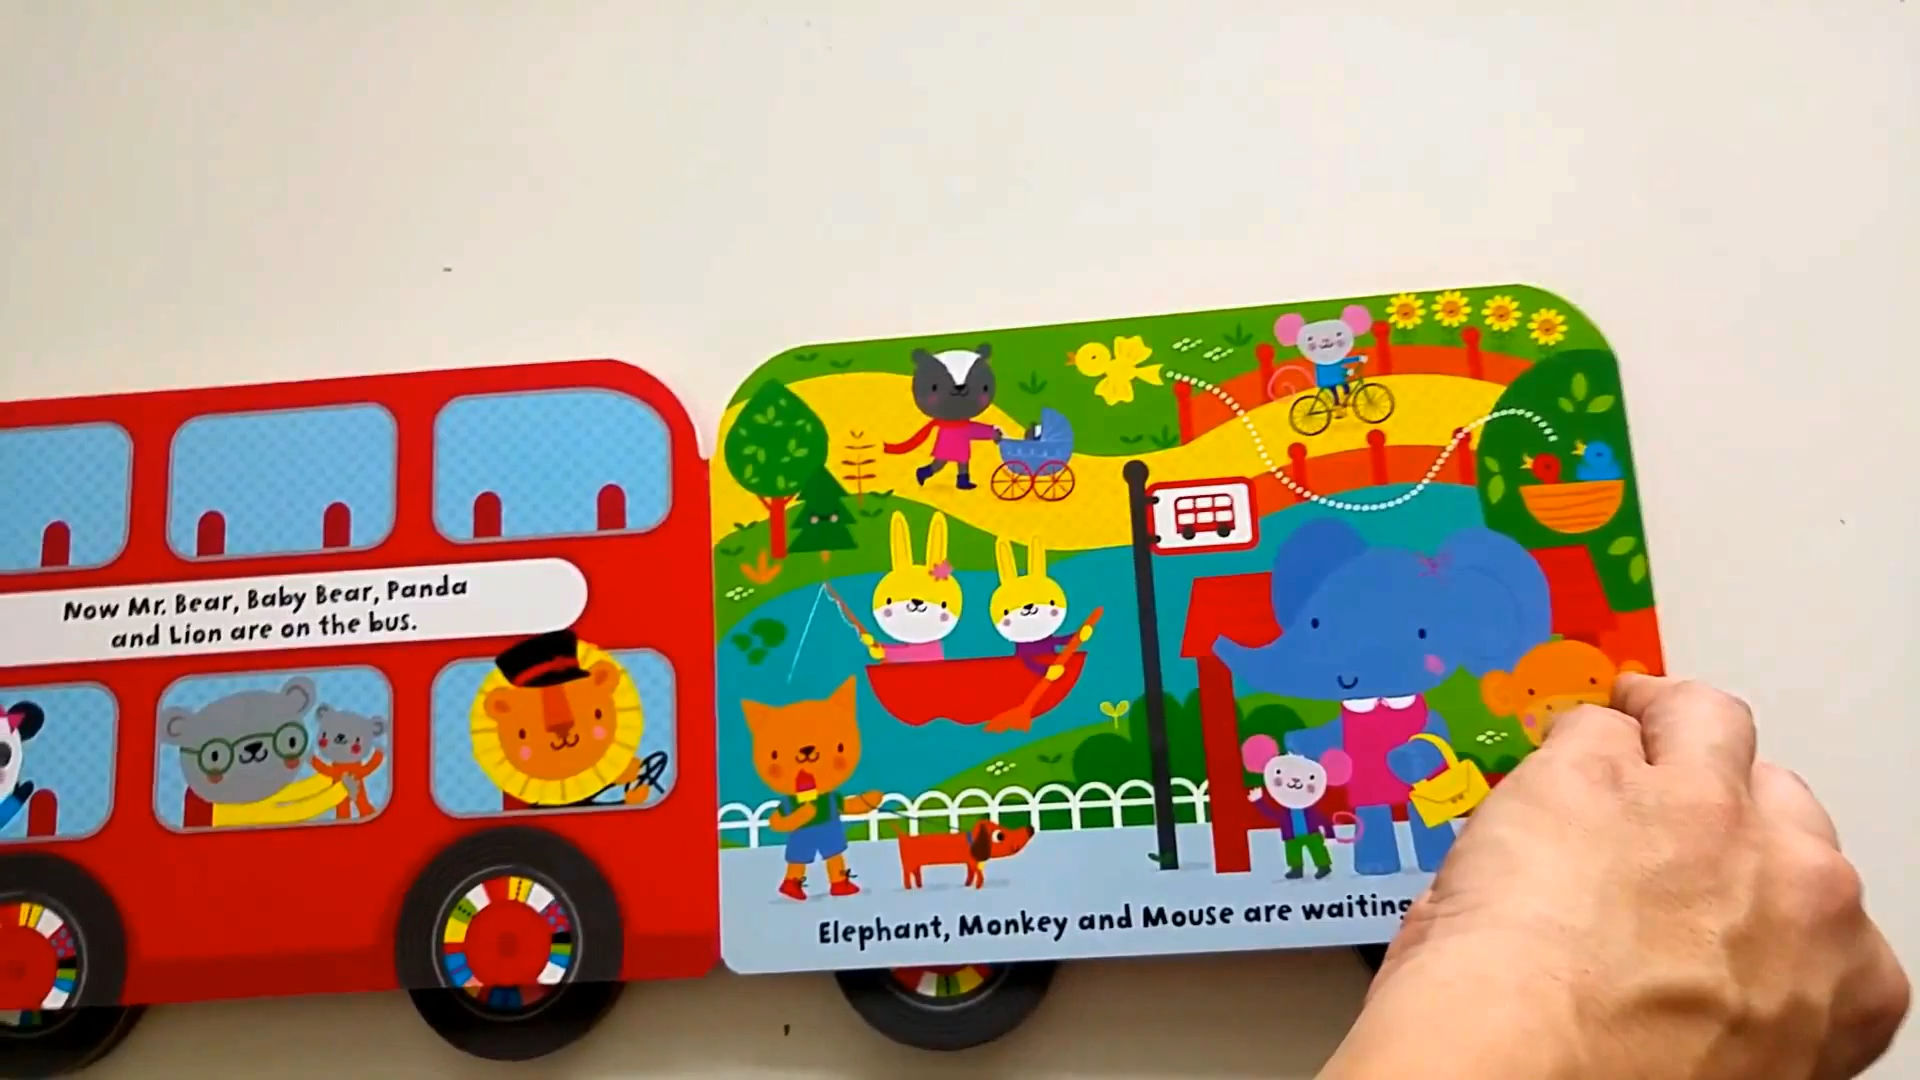 Now Mr. Bear, Baby Bear, Panda
and Lion are on the bus.
Elephant, Monkey and Mouse are waiting